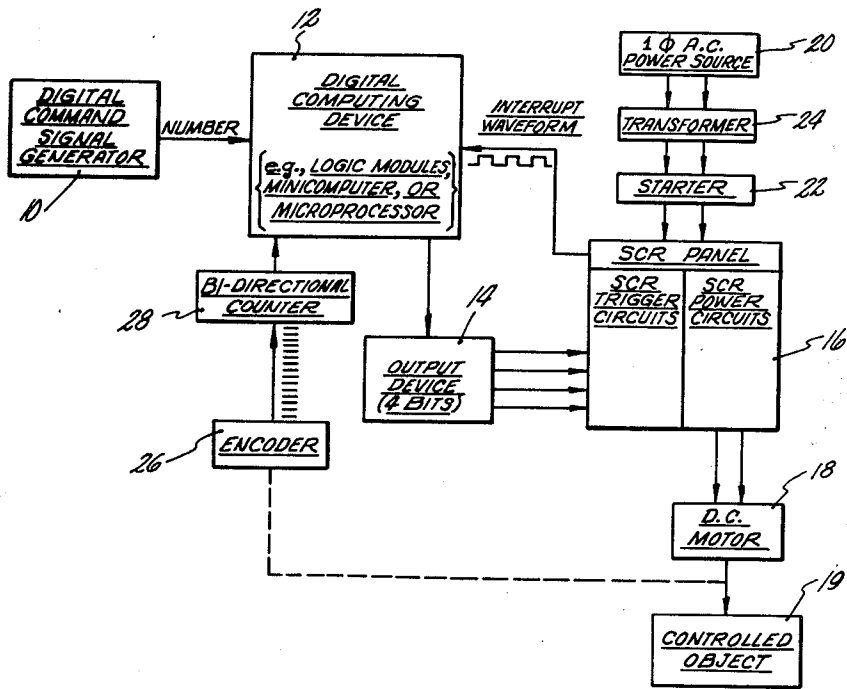 12
DIGITAL
COMPUTING
DEVICE
{e.g., LOGIC MODULES,
MINICOMPUTER, OR
MICROPROCESSOR}
DIGITAL
COMMAND
SIGNAL
GENERATOR
10
NUMBER
INTERRUPT
WAVEFORM
1 Φ A.C.
POWER SOURCE
20
TRANSFORMER
24
STARTER
22
SCR PANEL
SCR
TRIGGER
CIRCUITS
SCR
POWER
CIRCUITS
16
BI-DIRECTIONAL
COUNTER
28
14
OUTPUT
DEVICE
(4 BITS)
ENCODER
26
18
D.C.
MOTOR
19
CONTROLLED
OBJECT